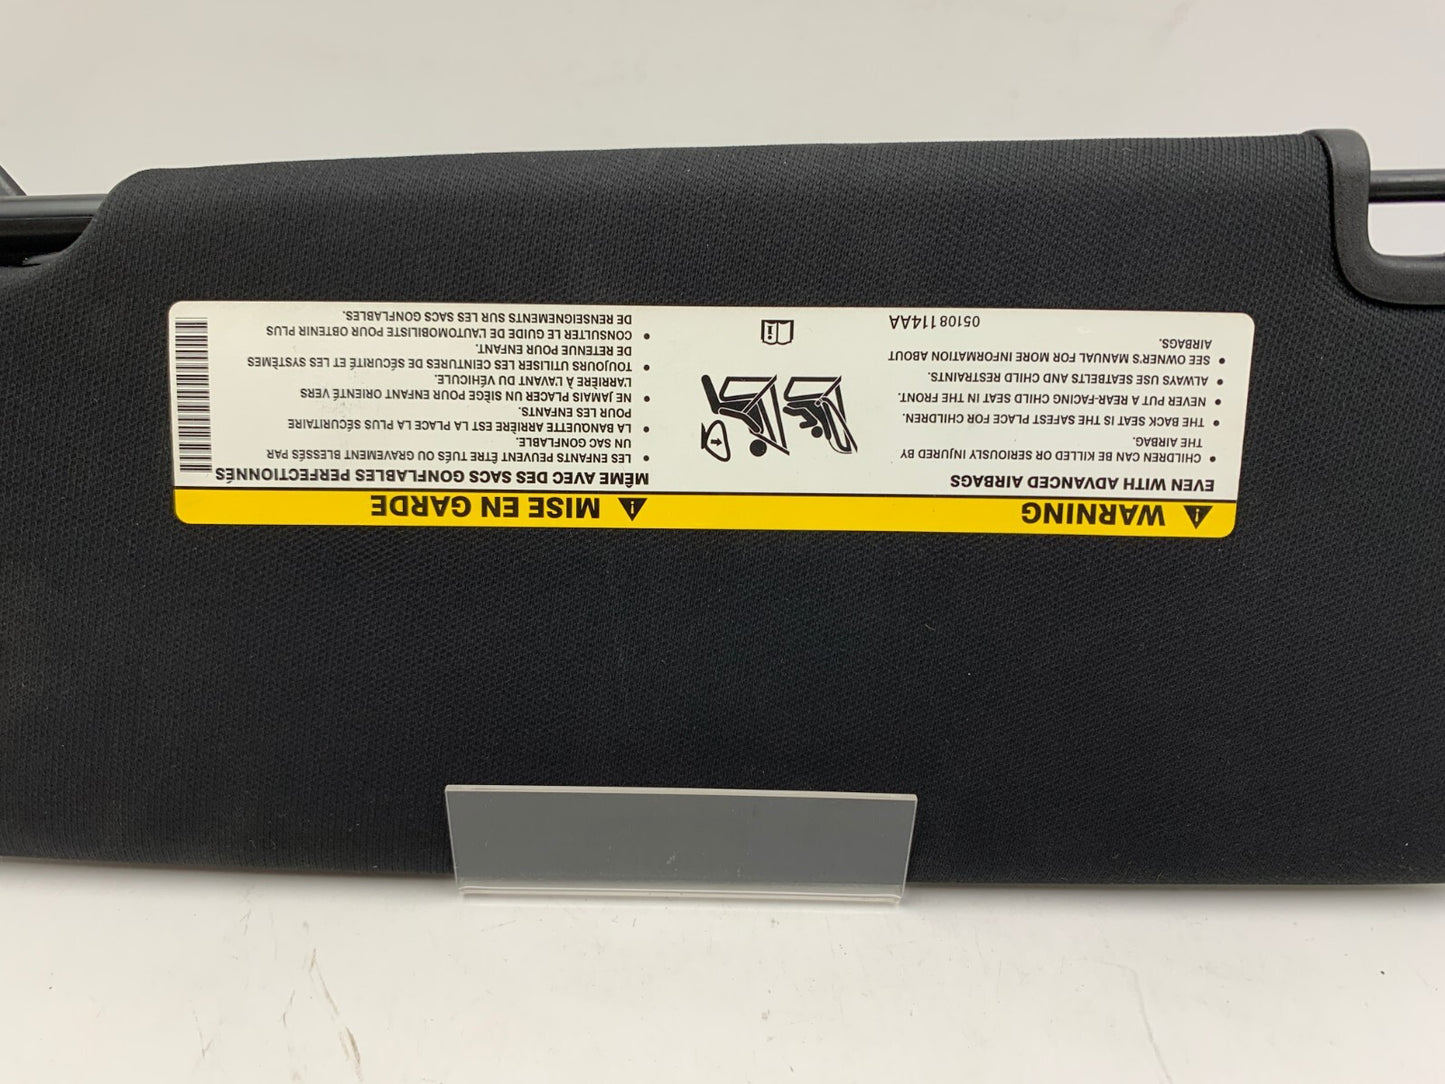 WARNING
EVEN WITH ADVANCED AIRBAGS
• CHILDREN CAN BE KILLED OR SERIOUSLY INJURED BY
THE AIRBAG.
• THE BACK SEAT IS THE SAFEST PLACE FOR CHILDREN.
• NEVER PUT A REAR-FACING CHILD SEAT IN THE FRONT.
• ALWAYS USE SEATBELTS AND CHILD RESTRAINTS.
• SEE OWNER'S MANUAL FOR MORE INFORMATION ABOUT
AIRBAGS.
05108114AA
MISE EN GARDE
MÊME AVEC DES SACS GONFLABLES PERFECTIONNÉS
• LES ENFANTS PEUVENT ÊTRE TUÉS OU GRAVEMENT BLESSÉS PAR
UN SAC GONFLABLE.
• LA BANQUETTE ARRIÈRE EST LA PLACE LA PLUS SÉCURITAIRE
POUR LES ENFANTS.
• NE JAMAIS PLACER UN SIÈGE POUR ENFANT ORIENTÉ VERS
L'ARRIÈRE À L'AVANT DU VÉHICULE.
• TOUJOURS UTILISER LES CEINTURES DE SÉCURITÉ ET LES SYSTÈMES
DE RETENUE POUR ENFANT.
• CONSULTER LE GUIDE DE L'AUTOMOBILISTE POUR OBTENIR PLUS
DE RENSEIGNEMENTS SUR LES SACS GONFLABLES.